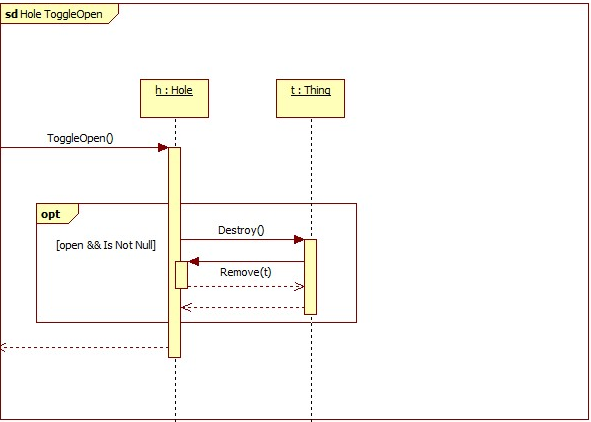 sd Hole ToggleOpen
h : Hole
t : Thing
ToggleOpen()
opt
Destroy()
[open && Is Not Null]
Remove(t)